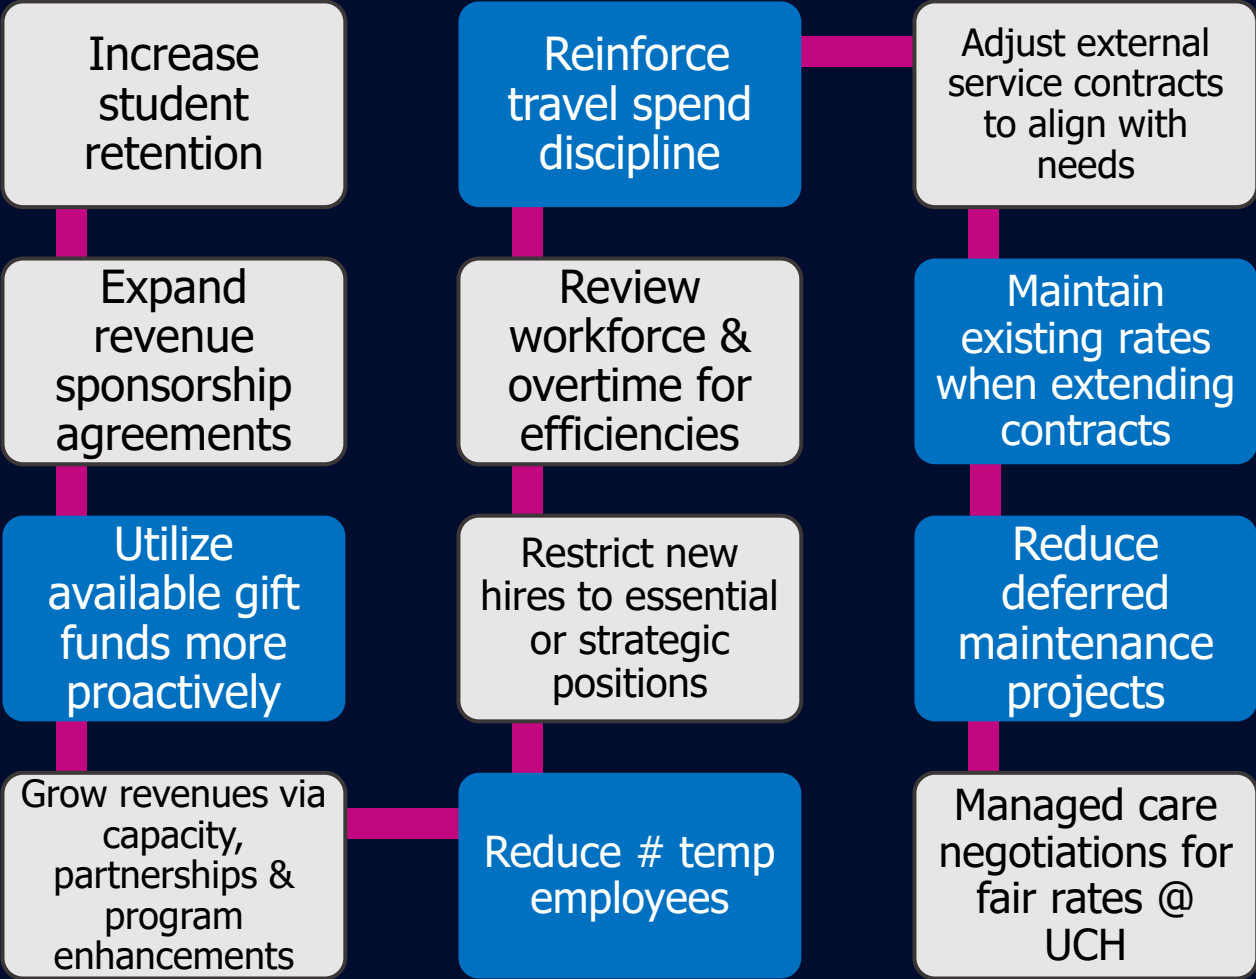 Increase
student
retention
Expand
revenue
sponsorship
agreements
Utilize
available gift
funds more
proactively
Grow revenues via
capacity,
partnerships &
program
enhancements
Reduce # temp
employees
Restrict new
hires to essential
or strategic
positions
Review
workforce &
overtime for
efficiencies
Reinforce
travel spend
discipline
Adjust external
service contracts
to align with
needs
Maintain
existing rates
when extending
contracts
Reduce
deferred
maintenance
projects
Managed care
negotiations for
fair rates @
UCH